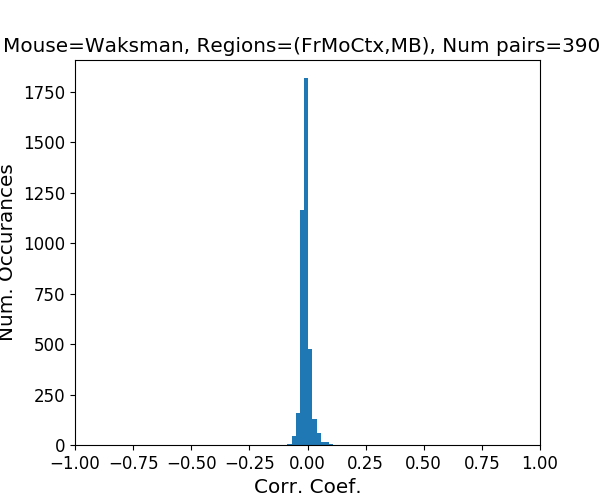 Mouse=Waksman, Regions=(FrMoCtx,MB), Num pairs=390
Num. Occurances
1750
1500
1250
1000
750
500
250
0
−1.00 −0.75 −0.50 −0.25 0.00 0.25 0.50 0.75 1.00
Corr. Coef.